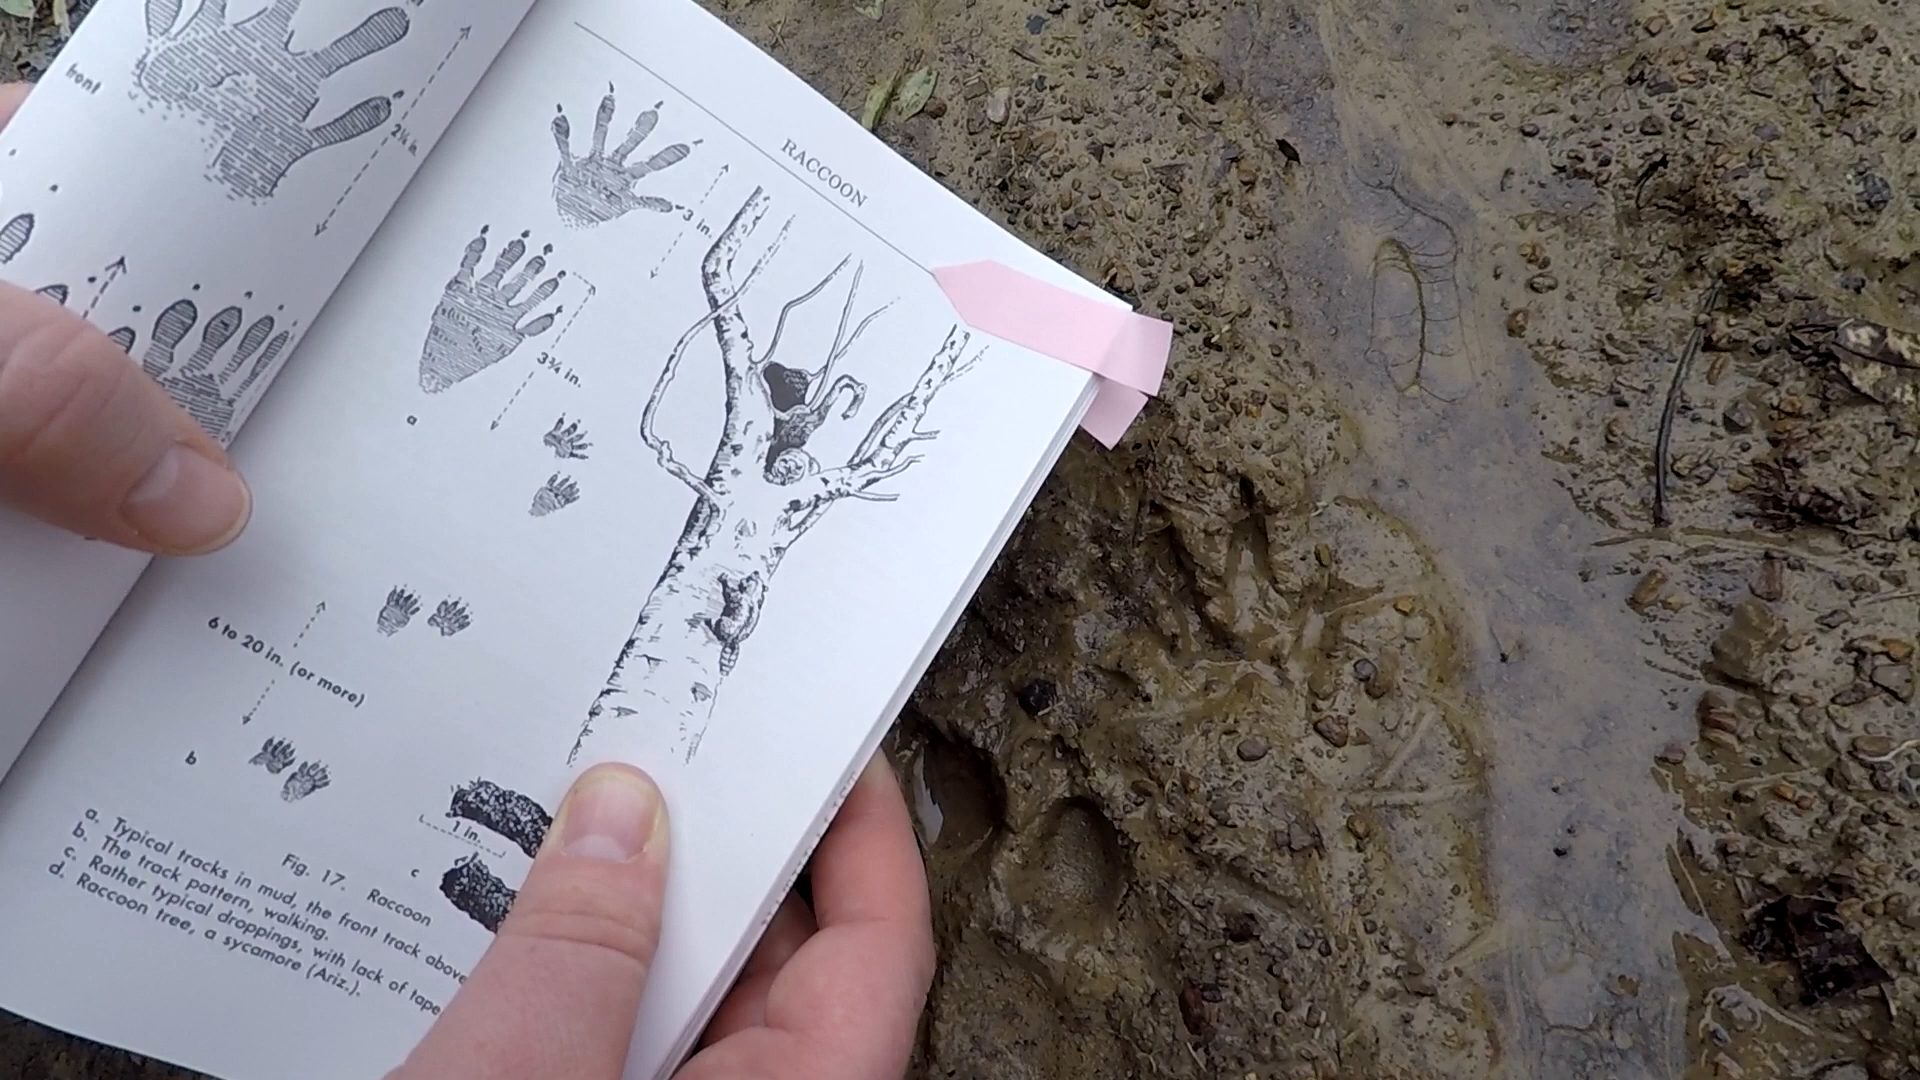 front
2⅛ in.
RACCOON
3 in.
3¾ in.
a
6 to 20 in. (or more)
b
1 in.
c
Fig. 17. Raccoon
a. Typical tracks in mud, the front track above
b. The track pattern, walking.
c. Rather typical droppings, with lack of tape
d. Raccoon tree, a sycamore (Ariz.).